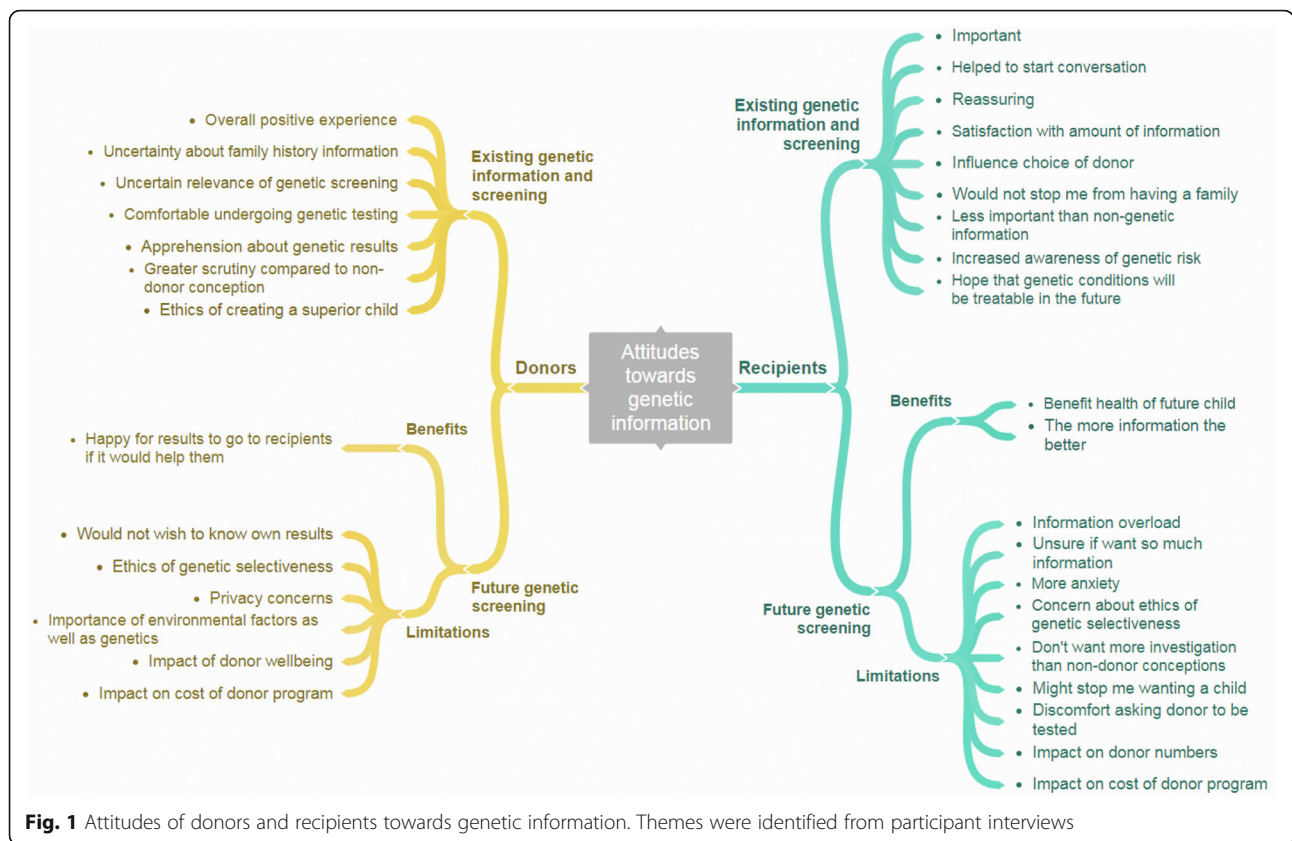 • Overall positive experience
• Uncertainty about family history information
• Uncertain relevance of genetic screening
• Comfortable undergoing genetic testing
• Apprehension about genetic results
• Greater scrutiny compared to non-
donor conception
• Ethics of creating a superior child
Existing genetic
information and
screening
Donors
Benefits
• Happy for results to go to recipients
if it would help them
• Would not wish to know own results
• Ethics of genetic selectiveness
• Privacy concerns
• Importance of environmental factors as
well as genetics
• Impact of donor wellbeing
• Impact on cost of donor program
Limitations
Future genetic
screening
Attitudes
towards
genetic
information
Recipients
Existing genetic
information and
screening
• Important
• Helped to start conversation
• Reassuring
• Satisfaction with amount of information
• Influence choice of donor
• Would not stop me from having a family
• Less important than non-genetic
information
• Increased awareness of genetic risk
• Hope that genetic conditions will
be treatable in the future
Benefits
• Benefit health of future child
• The more information the
better
Future genetic
screening
Limitations
• Information overload
• Unsure if want so much
information
• More anxiety
• Concern about ethics of
genetic selectiveness
• Don't want more investigation
than non-donor conceptions
• Might stop me wanting a child
• Discomfort asking donor to be
tested
• Impact on donor numbers
• Impact on cost of donor program
Fig. 1 Attitudes of donors and recipients towards genetic information. Themes were identified from participant interviews